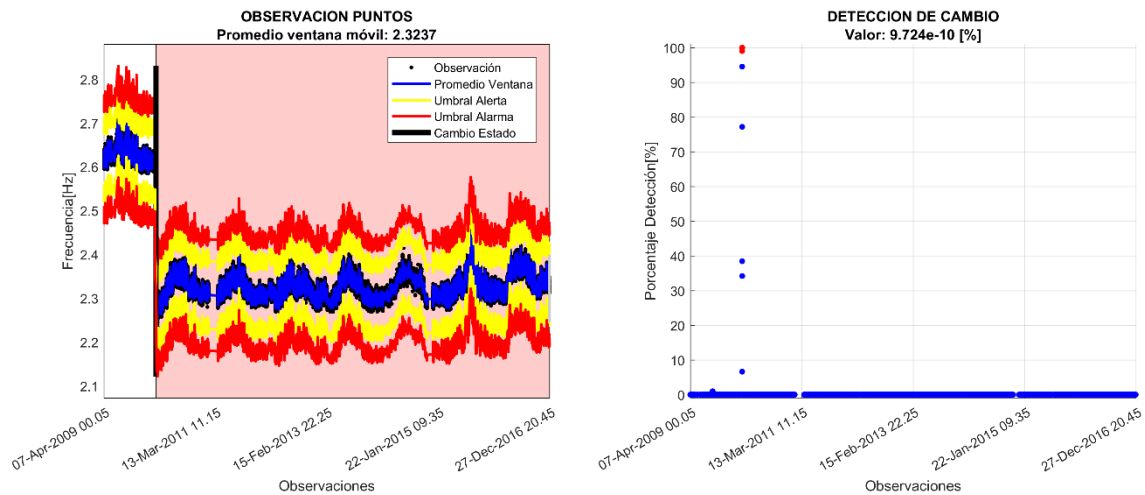 OBSERVACION PUNTOS
Promedio ventana móvil: 2.3237
Observación
Promedio Ventana
Umbral Alerta
Umbral Alarma
Cambio Estado
Frecuencia[Hz]
2.8
2.7
2.6
2.5
2.4
2.3
2.2
2.1
07-Apr-2009 00.05
13-Mar-2011 11.15
15-Feb-2013 22.25
22-Jan-2015 09.35
27-Dec-2016 20.45
Observaciones
DETECCION DE CAMBIO
Valor: 9.724e-10 [%]
Porcentaje Detección[%]
100
90
80
70
60
50
40
30
20
10
0
07-Apr-2009 00.05
13-Mar-2011 11.15
15-Feb-2013 22.25
22-Jan-2015 09.35
27-Dec-2016 20.45
Observaciones